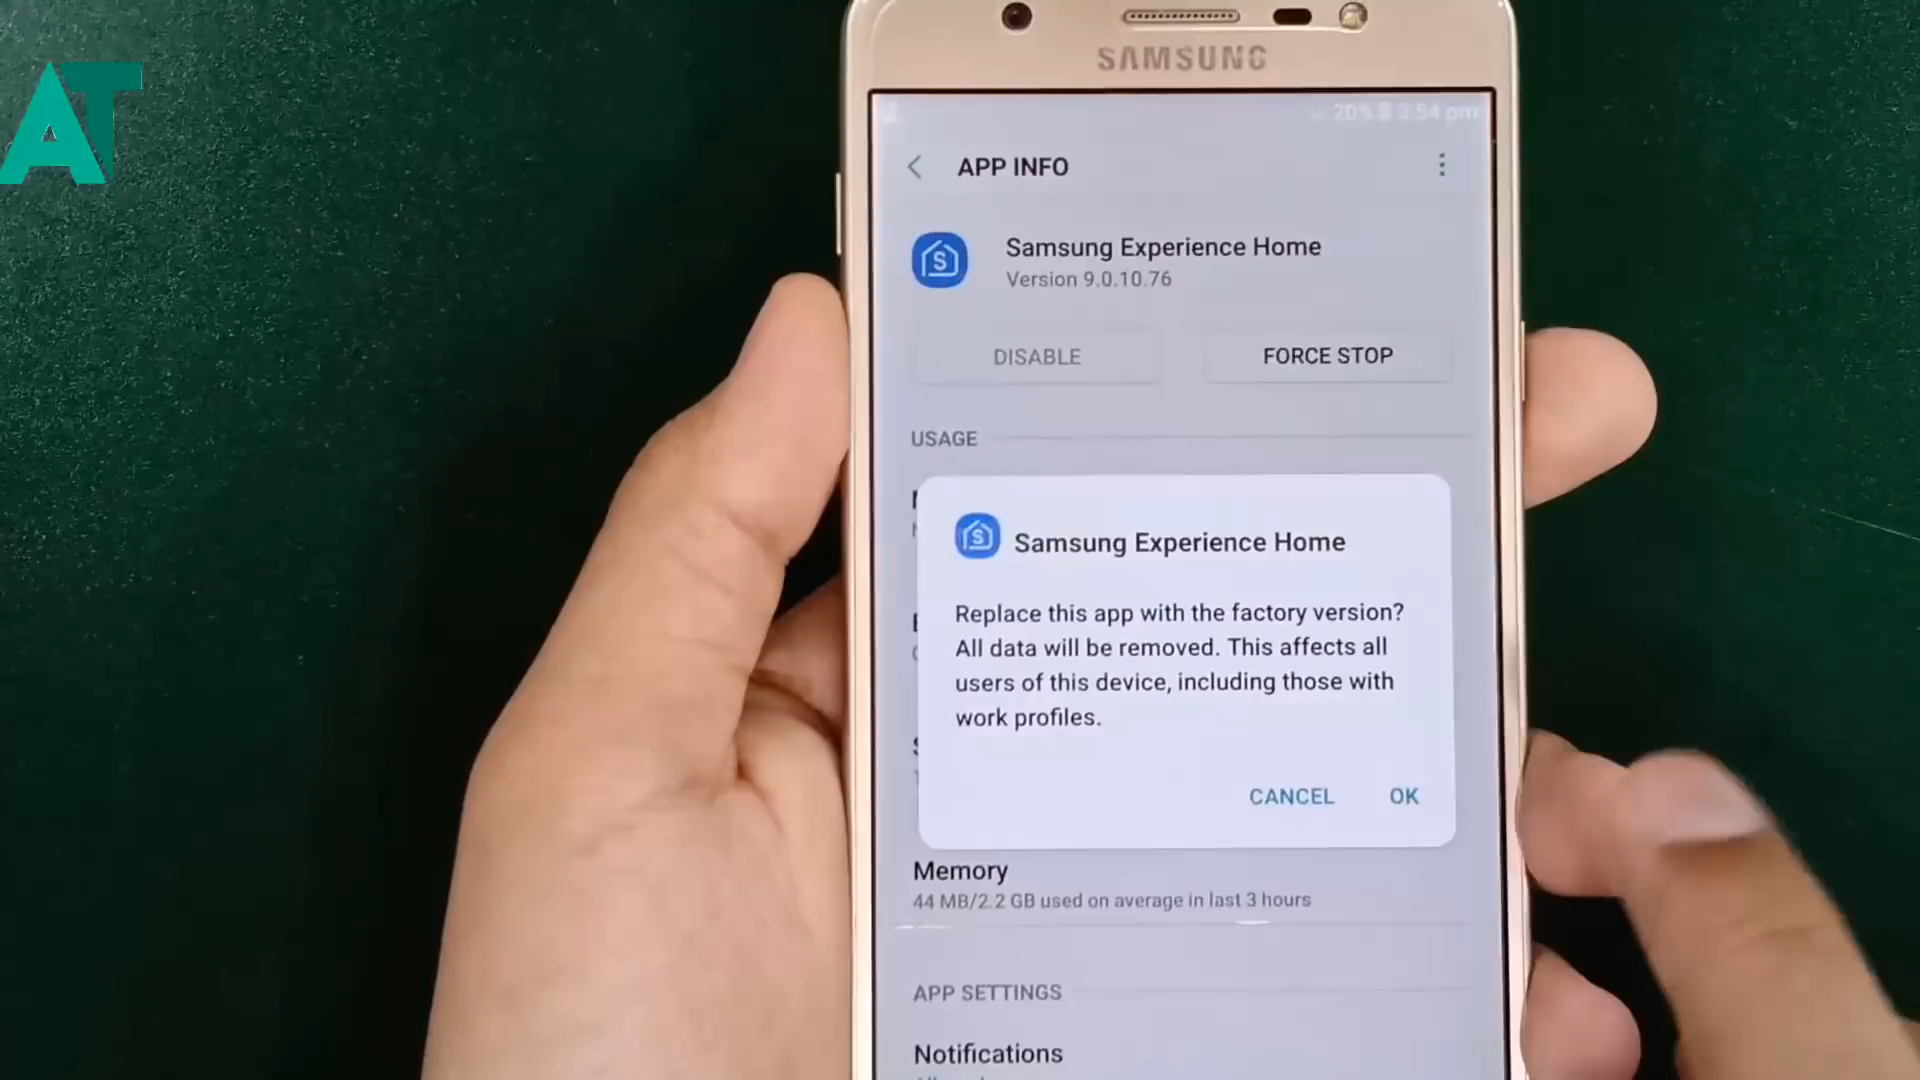 AT
SAMSUNG
20% 3:54 pm
APP INFO
Samsung Experience Home
Version 9.0.10.76
DISABLE
FORCE STOP
USAGE
Samsung Experience Home
Replace this app with the factory version?
All data will be removed. This affects all
users of this device, including those with
work profiles.
CANCEL
OK
Memory
44 MB/2.2 GB used on average in last 3 hours
APP SETTINGS
Notifications